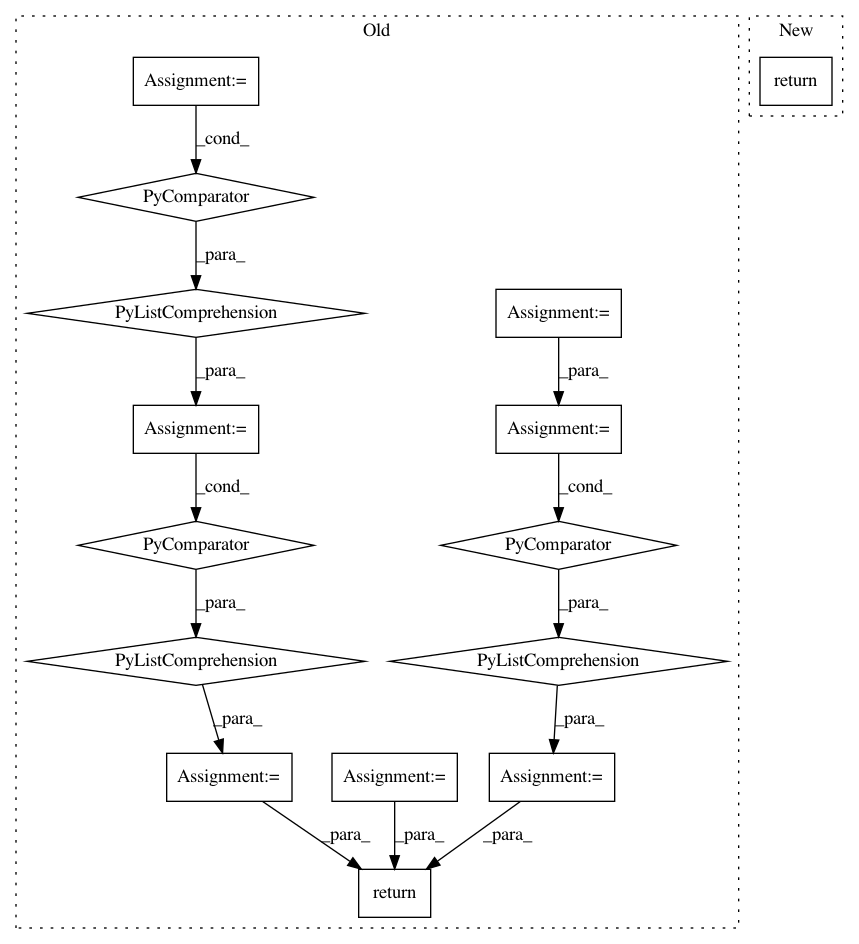 Old
New
Assignment:=
return
_cond_
PyComparator
_para_
PyListComprehension
Assignment:=
_para_
_para_
Assignment:=
Assignment:=
_cond_
_cond_
PyComparator
PyComparator
_para_
_para_
PyListComprehension
PyListComprehension
_para_
_para_
Assignment:=
Assignment:=
Assignment:=
_para_
_para_
_para_
return